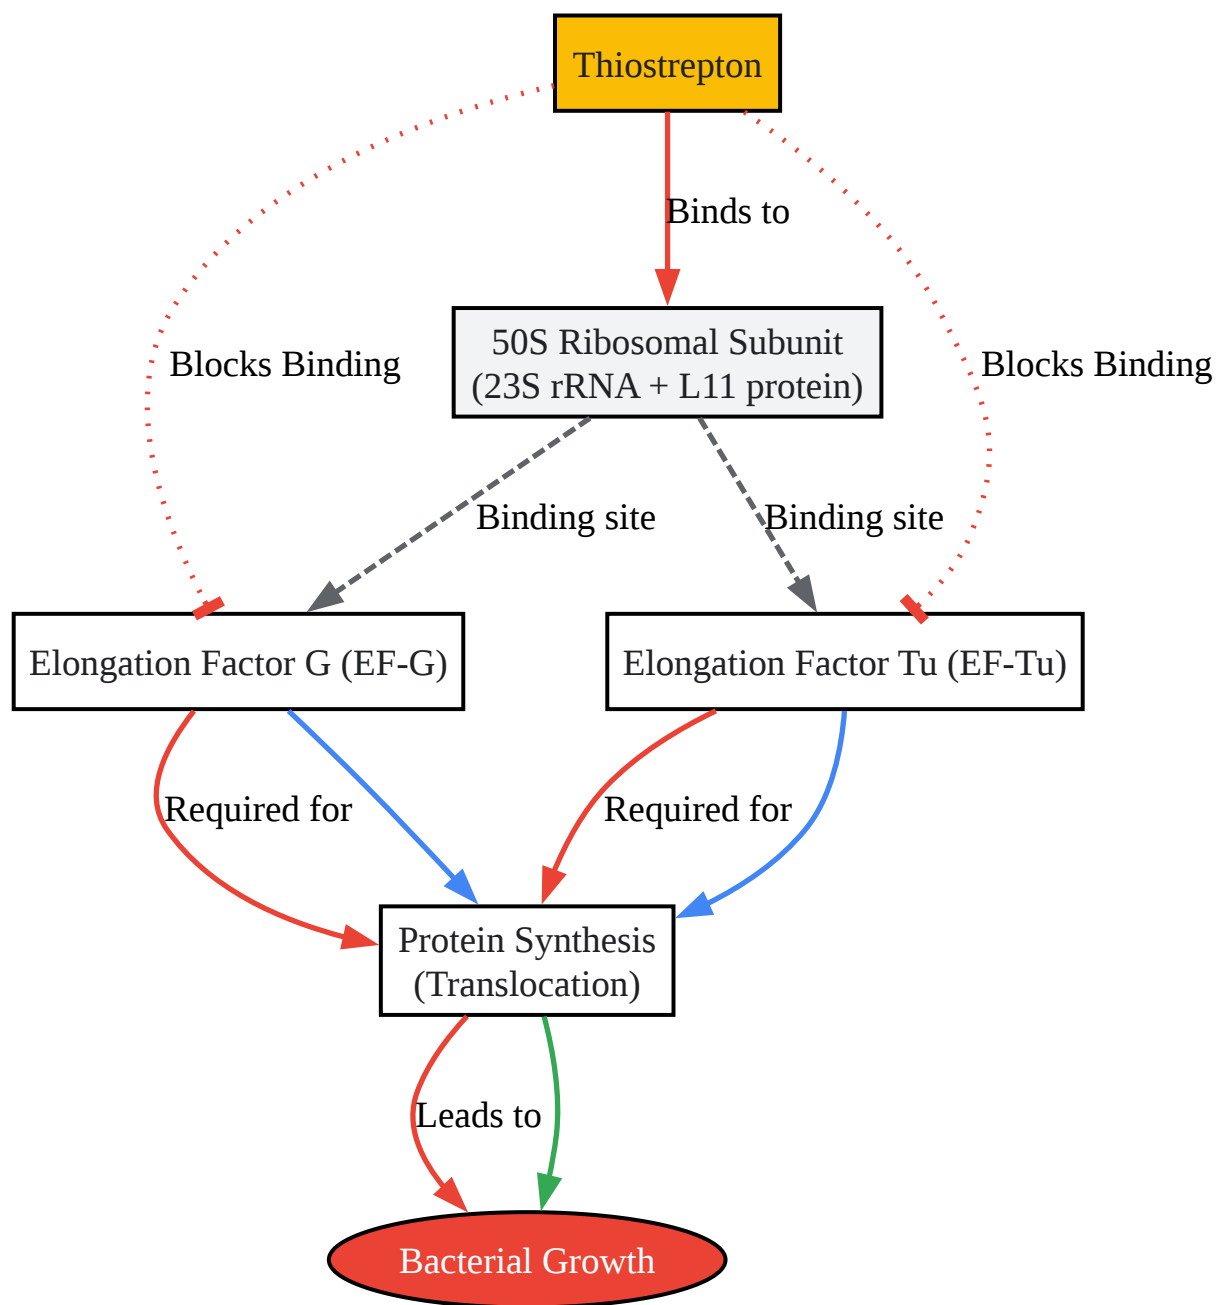 Thiostrepton
Binds to
50S Ribosomal Subunit
(23S rRNA + L11 protein)
Blocks Binding
Blocks Binding
Binding site
Binding site
Elongation Factor G (EF-G)
Elongation Factor Tu (EF-Tu)
Required for
Required for
Protein Synthesis
(Translocation)
Leads to
Bacterial Growth